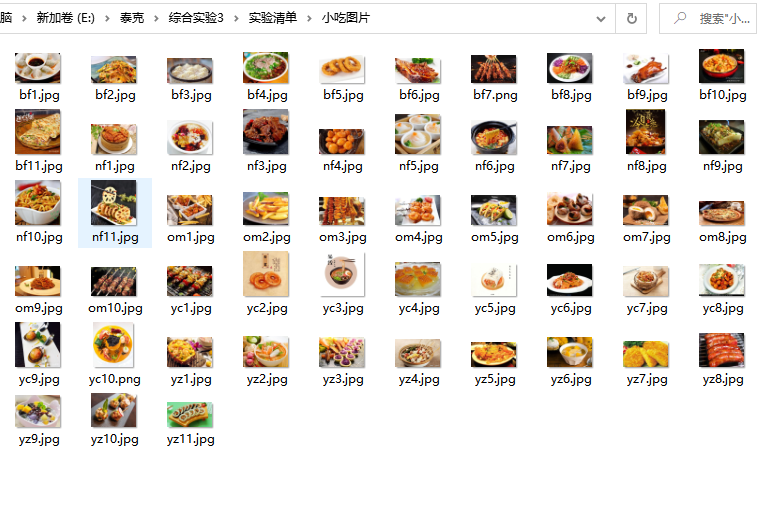 脑 > 新加卷 (E:) > 泰克 > 综合实验3 > 实验清单 > 小吃图片
搜索"小...
bf1.jpg bf2.jpg bf3.jpg bf4.jpg bf5.jpg bf6.jpg bf7.png bf8.jpg bf9.jpg bf10.jpg
bf11.jpg nf1.jpg nf2.jpg nf3.jpg nf4.jpg nf5.jpg nf6.jpg nf7.jpg nf8.jpg nf9.jpg
nf10.jpg nf11.jpg om1.jpg om2.jpg om3.jpg om4.jpg om5.jpg om6.jpg om7.jpg om8.jpg
om9.jpg om10.jpg yc1.jpg yc2.jpg yc3.jpg yc4.jpg yc5.jpg yc6.jpg yc7.jpg yc8.jpg
yc9.jpg yc10.png yz1.jpg yz2.jpg yz3.jpg yz4.jpg yz5.jpg yz6.jpg yz7.jpg yz8.jpg
yz9.jpg yz10.jpg yz11.jpg